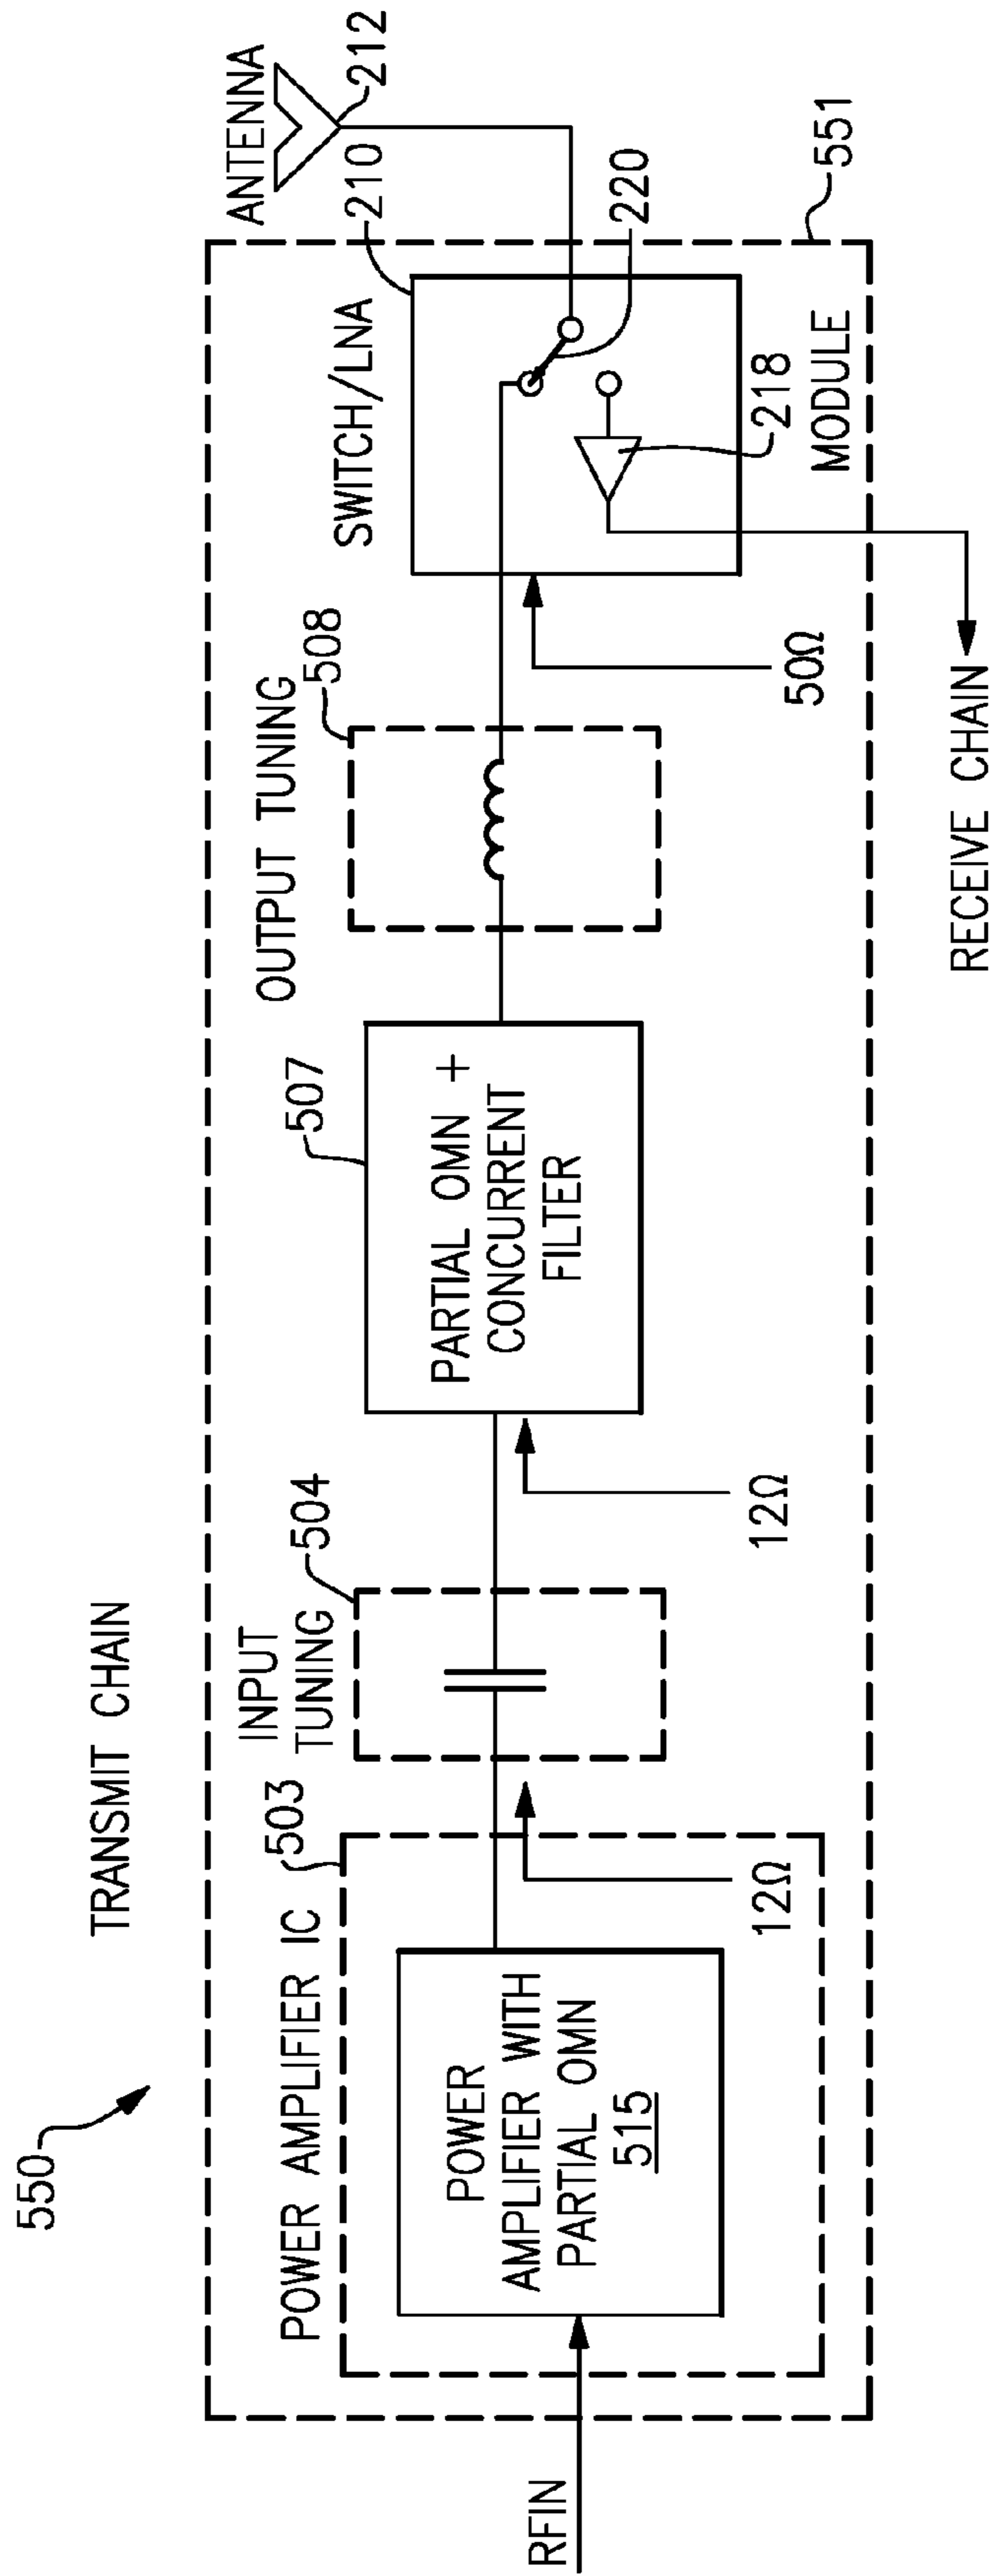 550
TRANSMIT CHAIN
RFIN
POWER AMPLIFIER IC
503
POWER
AMPLIFIER WITH
PARTIAL OMN
515
12Ω
INPUT
TUNING
504
12Ω
507
PARTIAL OMN +
CONCURRENT
FILTER
OUTPUT TUNING
508
50Ω
SWITCH/LNA
210
ANTENNA
212
220
218
MODULE
551
RECEIVE CHAIN